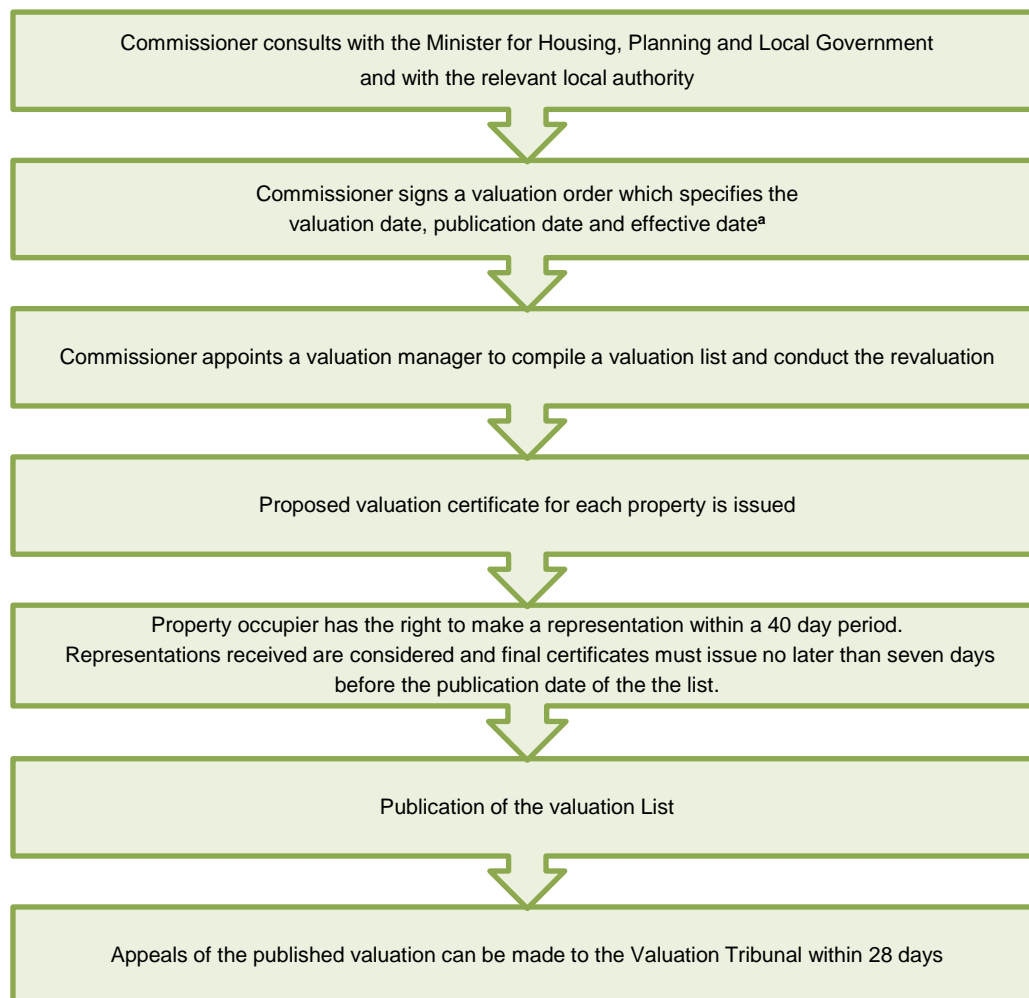 Commissioner consults with the Minister for Housing, Planning and Local Government
and with the relevant local authority
Commissioner signs a valuation order which specifies the
valuation date, publication date and effective dateᵃ
Commissioner appoints a valuation manager to compile a valuation list and conduct the revaluation
Proposed valuation certificate for each property is issued
Property occupier has the right to make a representation within a 40 day period.
Representations received are considered and final certificates must issue no later than seven days
before the publication date of the the list.
Publication of the valuation List
Appeals of the published valuation can be made to the Valuation Tribunal within 28 days